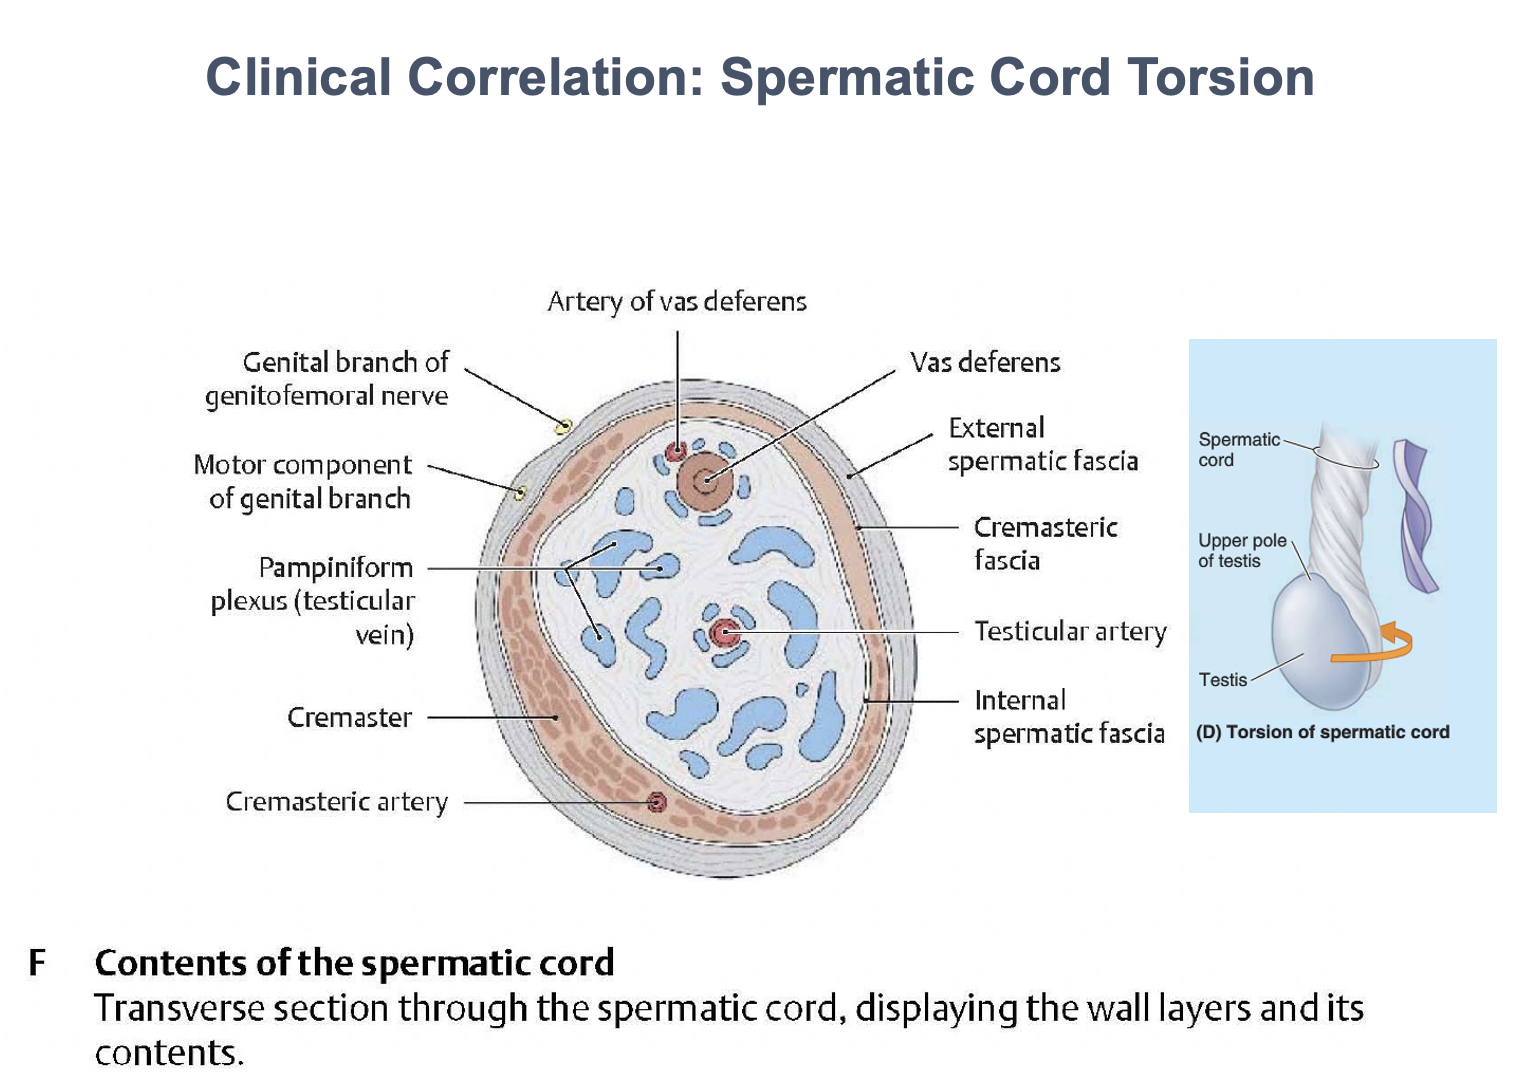 Clinical Correlation: Spermatic Cord Torsion
Artery of vas deferens
Genital branch of
genitofemoral nerve
Motor component
of genital branch
Pampiniform
plexus (testicular
vein)
Cremaster
Cremasteric artery
Vas deferens
External
spermatic fascia
Cremasteric
fascia
Testicular artery
Internal
spermatic fascia
Spermatic
cord
Upper pole
of testis
Testis
(D) Torsion of spermatic cord
F Contents of the spermatic cord
Transverse section through the spermatic cord, displaying the wall layers and its
contents.